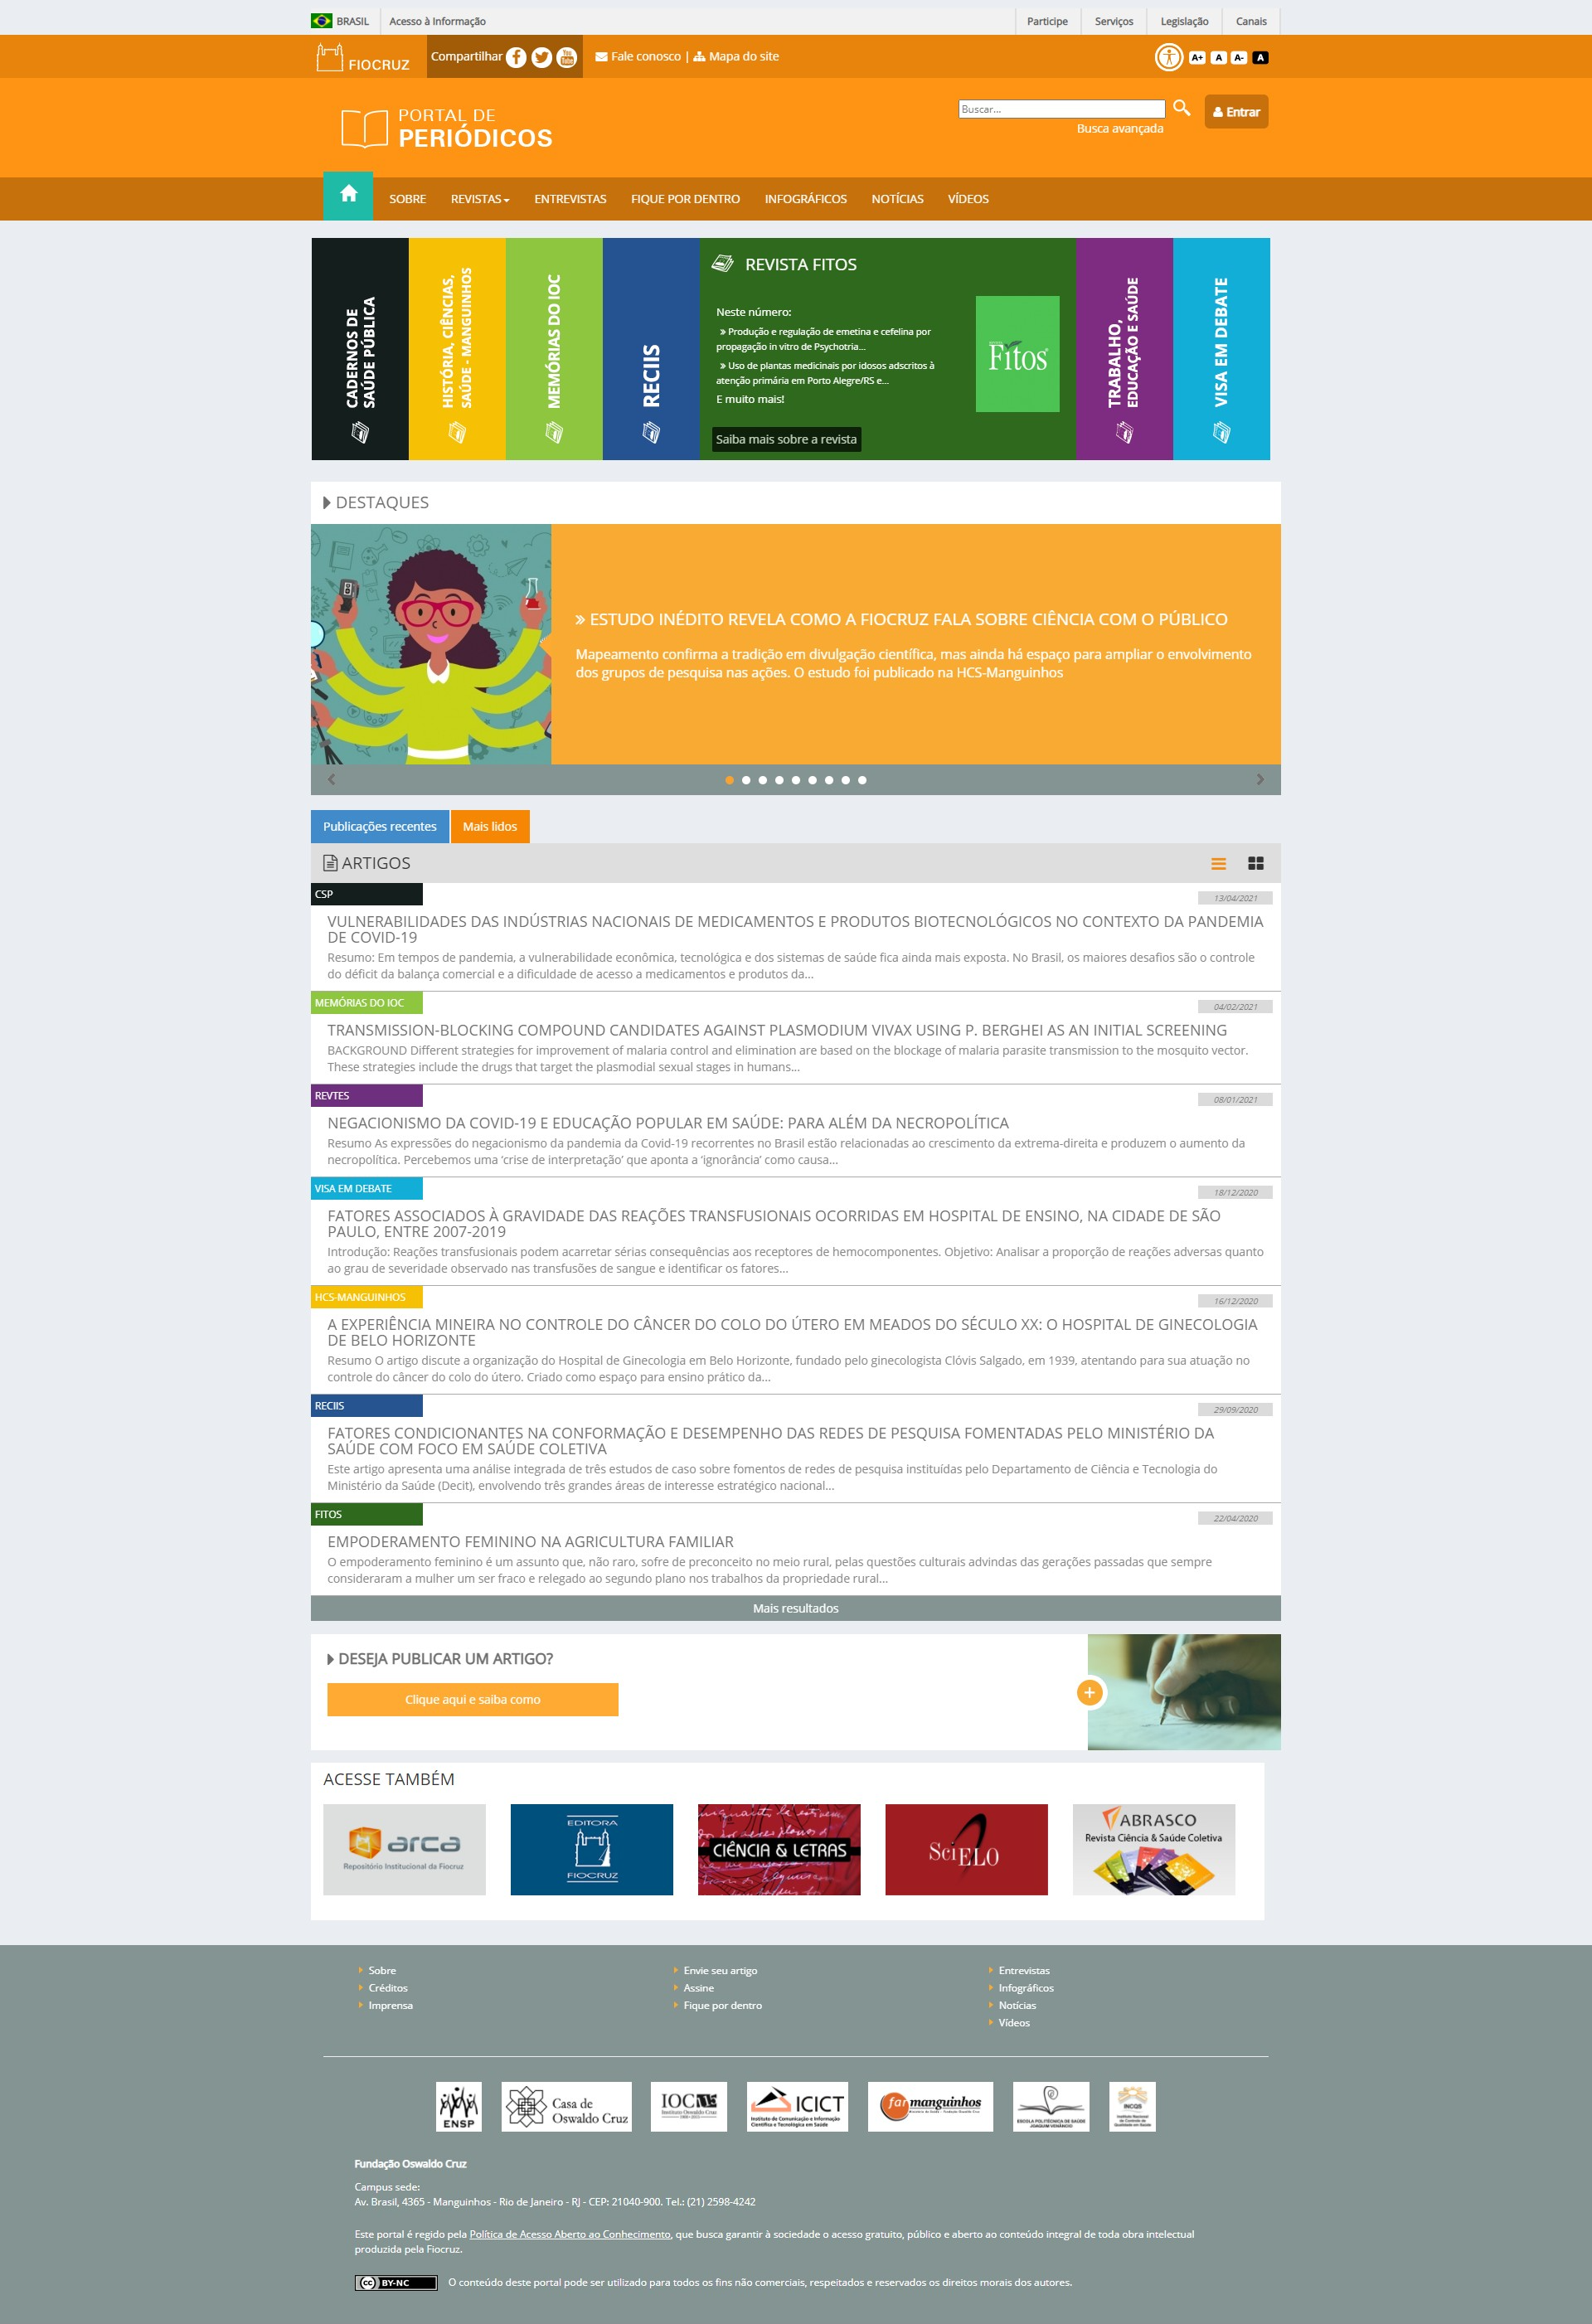 BRASIL
Acesso à Informação
Participe
Serviços
Legislação
Canais
FIOCRUZ
Compartilhar
You Tube
Fale conosco | Mapa do site
A+ A A- A
PORTAL DE
PERIÓDICOS
Buscar...
Busca avançada
Entrar
SOBRE
REVISTAS
ENTREVISTAS
FIQUE POR DENTRO
INFOGRÁFICOS
NOTÍCIAS
VÍDEOS
CADERNOS DE
SAÚDE PÚBLICA
HISTÓRIA, CIÊNCIAS,
SAÚDE - MANGUINHOS
MEMÓRIAS DO IOC
RECIIS
REVISTA FITOS
Neste número:
» Produção e regulação de emetina e cefelina por
propagação in vitro de Psychotria...
» Uso de plantas medicinais por idosos adscritos à
atenção primária em Porto Alegre/RS e...
E muito mais!
Saiba mais sobre a revista
Fitos
TRABALHO,
EDUCAÇÃO E SAÚDE
VISA EM DEBATE
DESTAQUES
» ESTUDO INÉDITO REVELA COMO A FIOCRUZ FALA SOBRE CIÊNCIA COM O PÚBLICO
Mapeamento confirma a tradição em divulgação científica, mas ainda há espaço para ampliar o envolvimento
dos grupos de pesquisa nas ações. O estudo foi publicado na HCS-Manguinhos
Publicações recentes
Mais lidos
ARTIGOS
CSP
13/04/2021
VULNERABILIDADES DAS INDÚSTRIAS NACIONAIS DE MEDICAMENTOS E PRODUTOS BIOTECNOLÓGICOS NO CONTEXTO DA PANDEMIA
DE COVID-19
Resumo: Em tempos de pandemia, a vulnerabilidade econômica, tecnológica e dos sistemas de saúde fica ainda mais exposta. No Brasil, os maiores desafios são o controle
do déficit da balança comercial e a dificuldade de acesso a medicamentos e produtos da...
MEMÓRIAS DO IOC
04/02/2021
TRANSMISSION-BLOCKING COMPOUND CANDIDATES AGAINST PLASMODIUM VIVAX USING P. BERGHEI AS AN INITIAL SCREENING
BACKGROUND Different strategies for improvement of malaria control and elimination are based on the blockage of malaria parasite transmission to the mosquito vector.
These strategies include the drugs that target the plasmodial sexual stages in humans...
REVTES
08/01/2021
NEGACIONISMO DA COVID-19 E EDUCAÇÃO POPULAR EM SAÚDE: PARA ALÉM DA NECROPOLÍTICA
Resumo As expressões do negacionismo da pandemia da Covid-19 recorrentes no Brasil estão relacionadas ao crescimento da extrema-direita e produzem o aumento da
necropolítica. Percebemos uma ‘crise de interpretação’ que aponta a ‘ignorância’ como causa...
VISA EM DEBATE
18/12/2020
FATORES ASSOCIADOS À GRAVIDADE DAS REAÇÕES TRANSFUSIONAIS OCORRIDAS EM HOSPITAL DE ENSINO, NA CIDADE DE SÃO
PAULO, ENTRE 2007-2019
Introdução: Reações transfusionais podem acarretar sérias consequências aos receptores de hemocomponentes. Objetivo: Analisar a proporção de reações adversas quanto
ao grau de severidade observado nas transfusões de sangue e identificar os fatores...
HCS-MANGUINHOS
16/12/2020
A EXPERIÊNCIA MINEIRA NO CONTROLE DO CÂNCER DO COLO DO ÚTERO EM MEADOS DO SÉCULO XX: O HOSPITAL DE GINECOLOGIA
DE BELO HORIZONTE
Resumo O artigo discute a organização do Hospital de Ginecologia em Belo Horizonte, fundado pelo ginecologista Clóvis Salgado, em 1939, atentando para sua atuação no
controle do câncer do colo do útero. Criado como espaço para ensino prático da...
RECIIS
29/09/2020
FATORES CONDICIONANTES NA CONFORMAÇÃO E DESEMPENHO DAS REDES DE PESQUISA FOMENTADAS PELO MINISTÉRIO DA
SAÚDE COM FOCO EM SAÚDE COLETIVA
Este artigo apresenta uma análise integrada de três estudos de caso sobre fomentos de redes de pesquisa instituídas pelo Departamento de Ciência e Tecnologia do
Ministério da Saúde (Decit), envolvendo três grandes áreas de interesse estratégico nacional...
FITOS
22/04/2020
EMPODERAMENTO FEMININO NA AGRICULTURA FAMILIAR
O empoderamento feminino é um assunto que, não raro, sofre de preconceito no meio rural, pelas questões culturais advindas das gerações passadas que sempre
consideraram a mulher um ser fraco e relegado ao segundo plano nos trabalhos da propriedade rural...
Mais resultados
DESEJA PUBLICAR UM ARTIGO?
Clique aqui e saiba como
ACESSE TAMBÉM
arca
Repositório Institucional da Fiocruz
EDITORA
FIOCRUZ
CIÊNCIA & LETRAS
SciELO
ABRASCO
Revista Ciência & Saúde Coletiva
Sobre
Créditos
Imprensa
Envie seu artigo
Assine
Fique por dentro
Entrevistas
Infográficos
Notícias
Vídeos
ENSP
Casa de
Oswaldo Cruz
IOC
Instituto Oswaldo Cruz
ICICT
Instituto de Comunicação e Informação
Científica e Tecnológica em Saúde
farmanguinhos
ESCOLA POLITÉCNICA DE SAÚDE
JOAQUIM VENÂNCIO
INCQS
Fundação Oswaldo Cruz
Campus sede:
Av. Brasil, 4365 - Manguinhos - Rio de Janeiro - RJ - CEP: 21040-900. Tel.: (21) 2598-4242
Este portal é regido pela Política de Acesso Aberto ao Conhecimento, que busca garantir à sociedade o acesso gratuito, público e aberto ao conteúdo integral de toda obra intelectual
produzida pela Fiocruz.
cc BY-NC
O conteúdo deste portal pode ser utilizado para todos os fins não comerciais, respeitados e reservados os direitos morais dos autores.